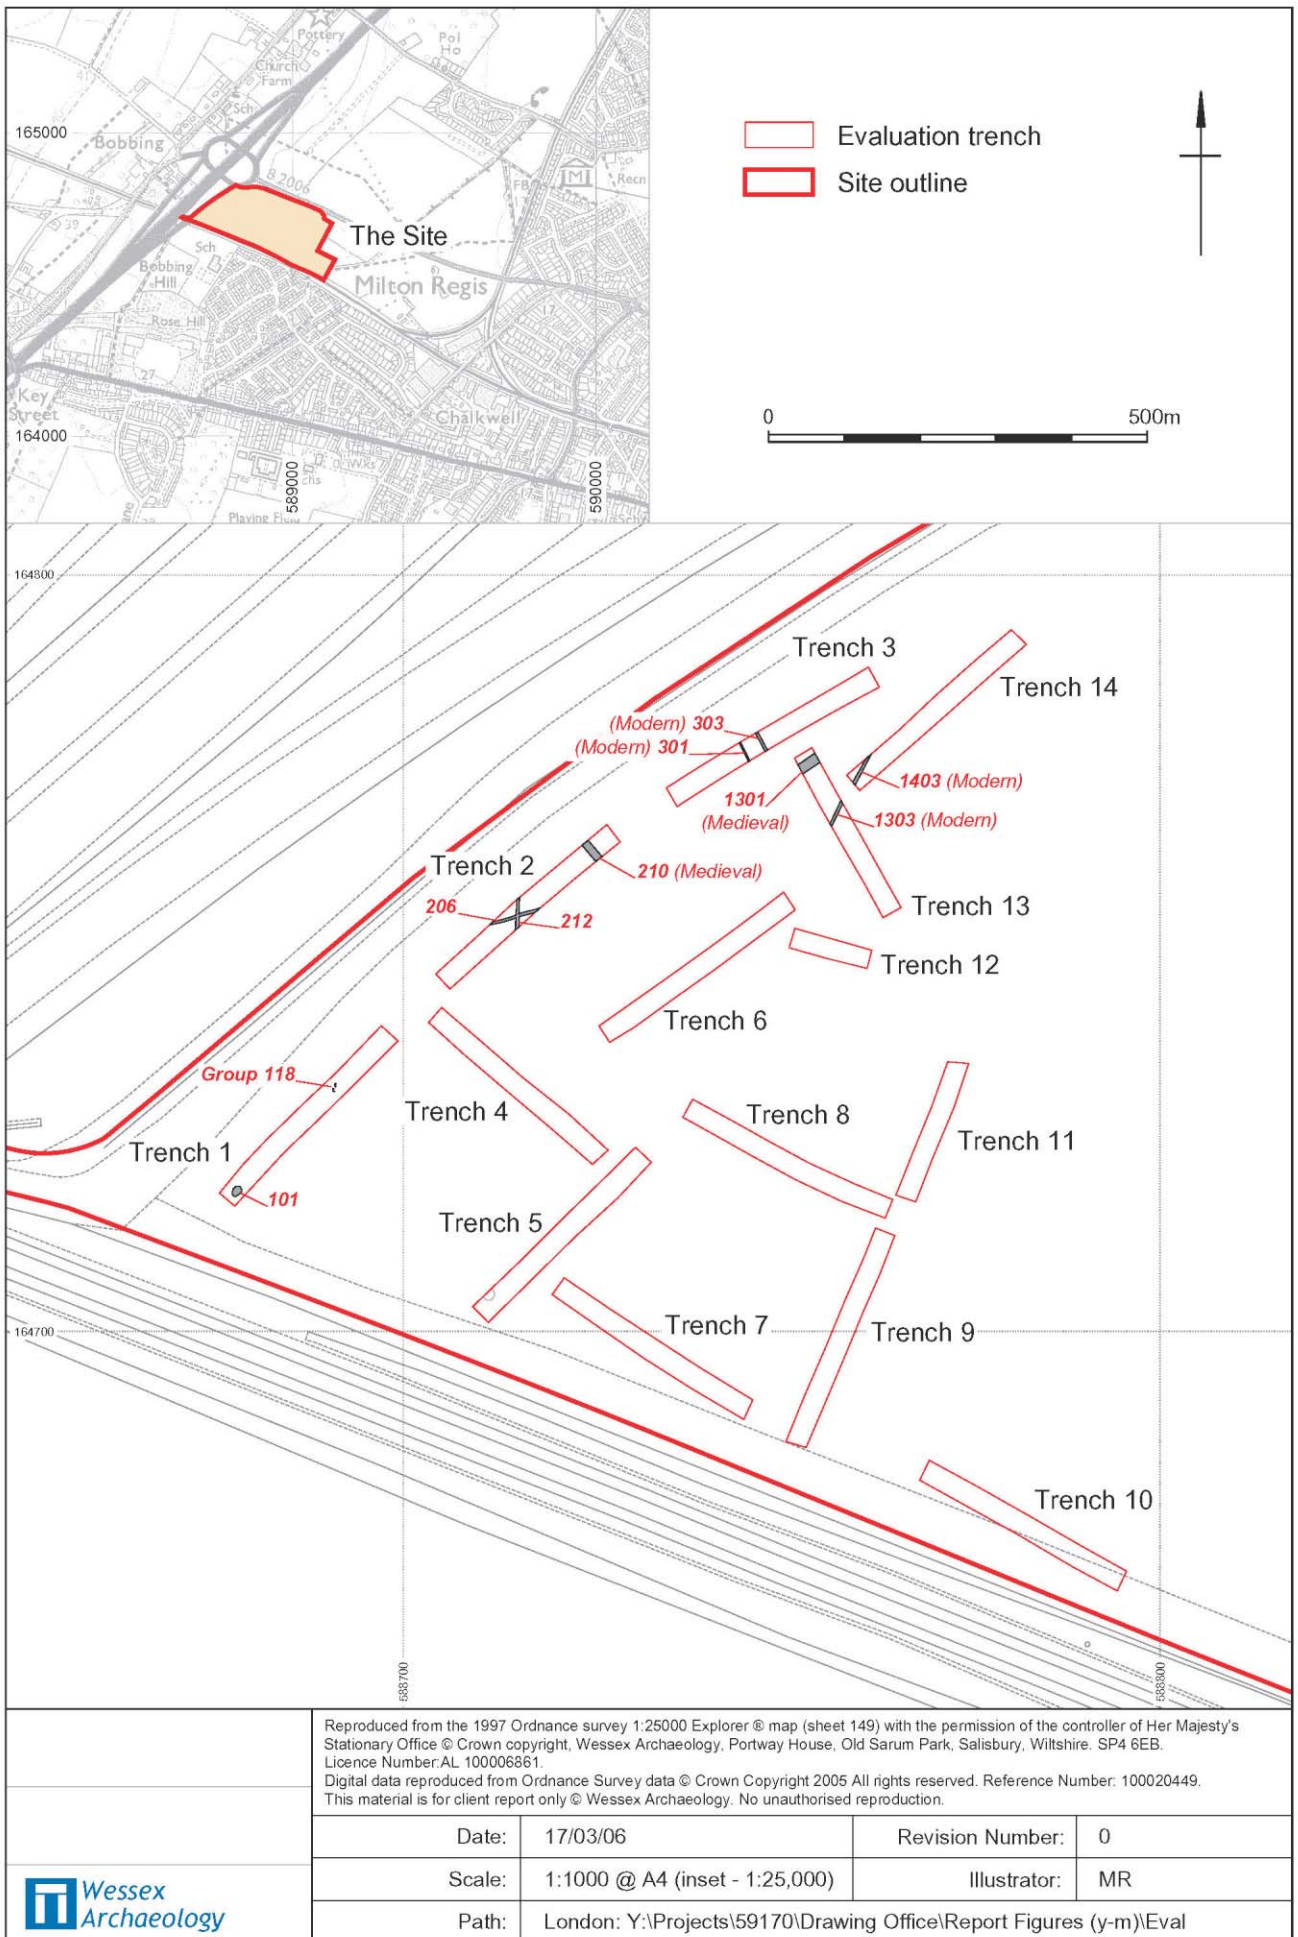 Pottery
Pol
Ho
Church
Farm
Sch
165000
Bobbing
B 2006
FB
M
Recn
39
The Site
Sch
Bobbing
Hill
Milton Regis
Rose Hill
17
27
Key
Street
Chalkwell
164000
Wks
589000
590000
Playing Field
Evaluation trench
Site outline
0
500m
164800
Trench 3
Trench 14
(Modern) 303
(Modern) 301
1403 (Modern)
1301
(Medieval)
1303 (Modern)
Trench 2
210 (Medieval)
206
212
Trench 13
Trench 12
Trench 6
Group 118
Trench 4
Trench 8
Trench 11
Trench 1
101
Trench 5
164700
Trench 7
Trench 9
Trench 10
588700
588800
Reproduced from the 1997 Ordnance survey 1:25000 Explorer ® map (sheet 149) with the permission of the controller of Her Majesty's
Stationary Office © Crown copyright, Wessex Archaeology, Portway House, Old Sarum Park, Salisbury, Wiltshire. SP4 6EB.
Licence Number:AL 100006861.
Digital data reproduced from Ordnance Survey data © Crown Copyright 2005 All rights reserved. Reference Number: 100020449.
This material is for client report only © Wessex Archaeology. No unauthorised reproduction.
Date: 17/03/06 Revision Number: 0
Scale: 1:1000 @ A4 (inset - 1:25,000) Illustrator: MR
Path: London: Y:\Projects\59170\Drawing Office\Report Figures (y-m)\Eval
Wessex
Archaeology